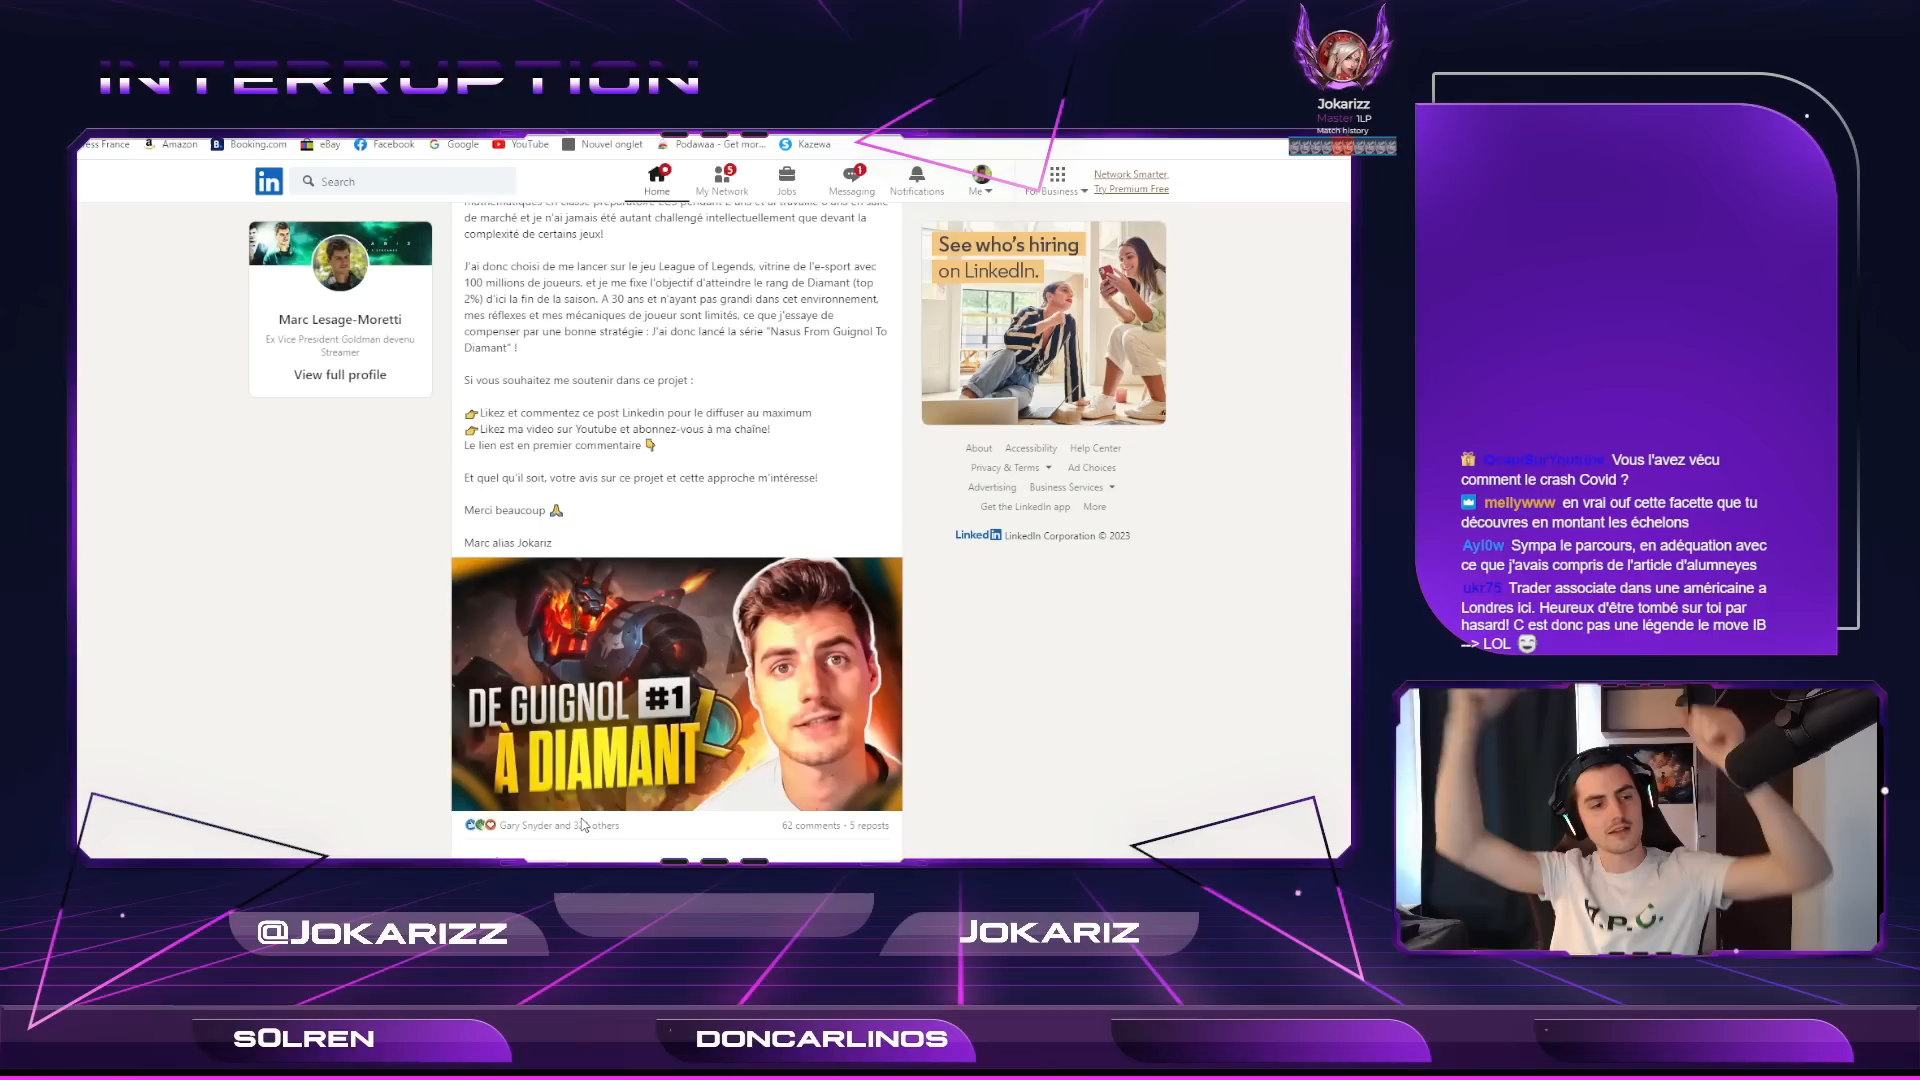 INTERRUPTION
Jokarizz
Master 1LP
Match history
ess France Amazon Booking.com eBay Facebook Google YouTube Nouvel onglet Podawaa - Get mor... Kazewa
in Search
Home
5 My Network
Jobs
1 Messaging
Notifications
Me
For Business
Network Smarter,
Try Premium Free
Marc Lesage-Moretti
Ex Vice President Goldman devenu
Streamer
View full profile
de marché et je n'ai jamais été autant challengé intellectuellement que devant la
complexité de certains jeux!
J'ai donc choisi de me lancer sur le jeu League of Legends, vitrine de l'e-sport avec
100 millions de joueurs, et je me fixe l'objectif d'atteindre le rang de Diamant (top
2%) d'ici la fin de la saison. A 30 ans et n'ayant pas grandi dans cet environnement,
mes réflexes et mes mécaniques de joueur sont limités, ce que j'essaye de
compenser par une bonne stratégie : J'ai donc lancé la série "Nasus From Guignol To
Diamant" !
Si vous souhaitez me soutenir dans ce projet :
👉Likez et commentez ce post Linkedin pour le diffuser au maximum
👉Likez ma video sur Youtube et abonnez-vous à ma chaîne!
Le lien est en premier commentaire 👇
Et quel qu'il soit, votre avis sur ce projet et cette approche m'intéresse!
Merci beaucoup 🙏
Marc alias Jokariz
DE GUIGNOL #1
À DIAMANT
Gary Snyder and others
62 comments • 5 reposts
See who's hiring
on LinkedIn.
About Accessibility Help Center
Privacy & Terms Ad Choices
Advertising Business Services
Get the LinkedIn app More
LinkedIn LinkedIn Corporation © 2023
Vous l'avez vécu
comment le crash Covid ?
mellywww en vrai ouf cette facette que tu
découvres en montant les échelons
Ayl0w Sympa le parcours, en adéquation avec
ce que j'avais compris de l'article d'alumneyes
ukr75 Trader associate dans une américaine a
Londres ici. Heureux d'être tombé sur toi par
hasard! C est donc pas une légende le move IB
--> LOL
@JOKARIZZ
JOKARIZ
S0LREN
DONCARLINOS